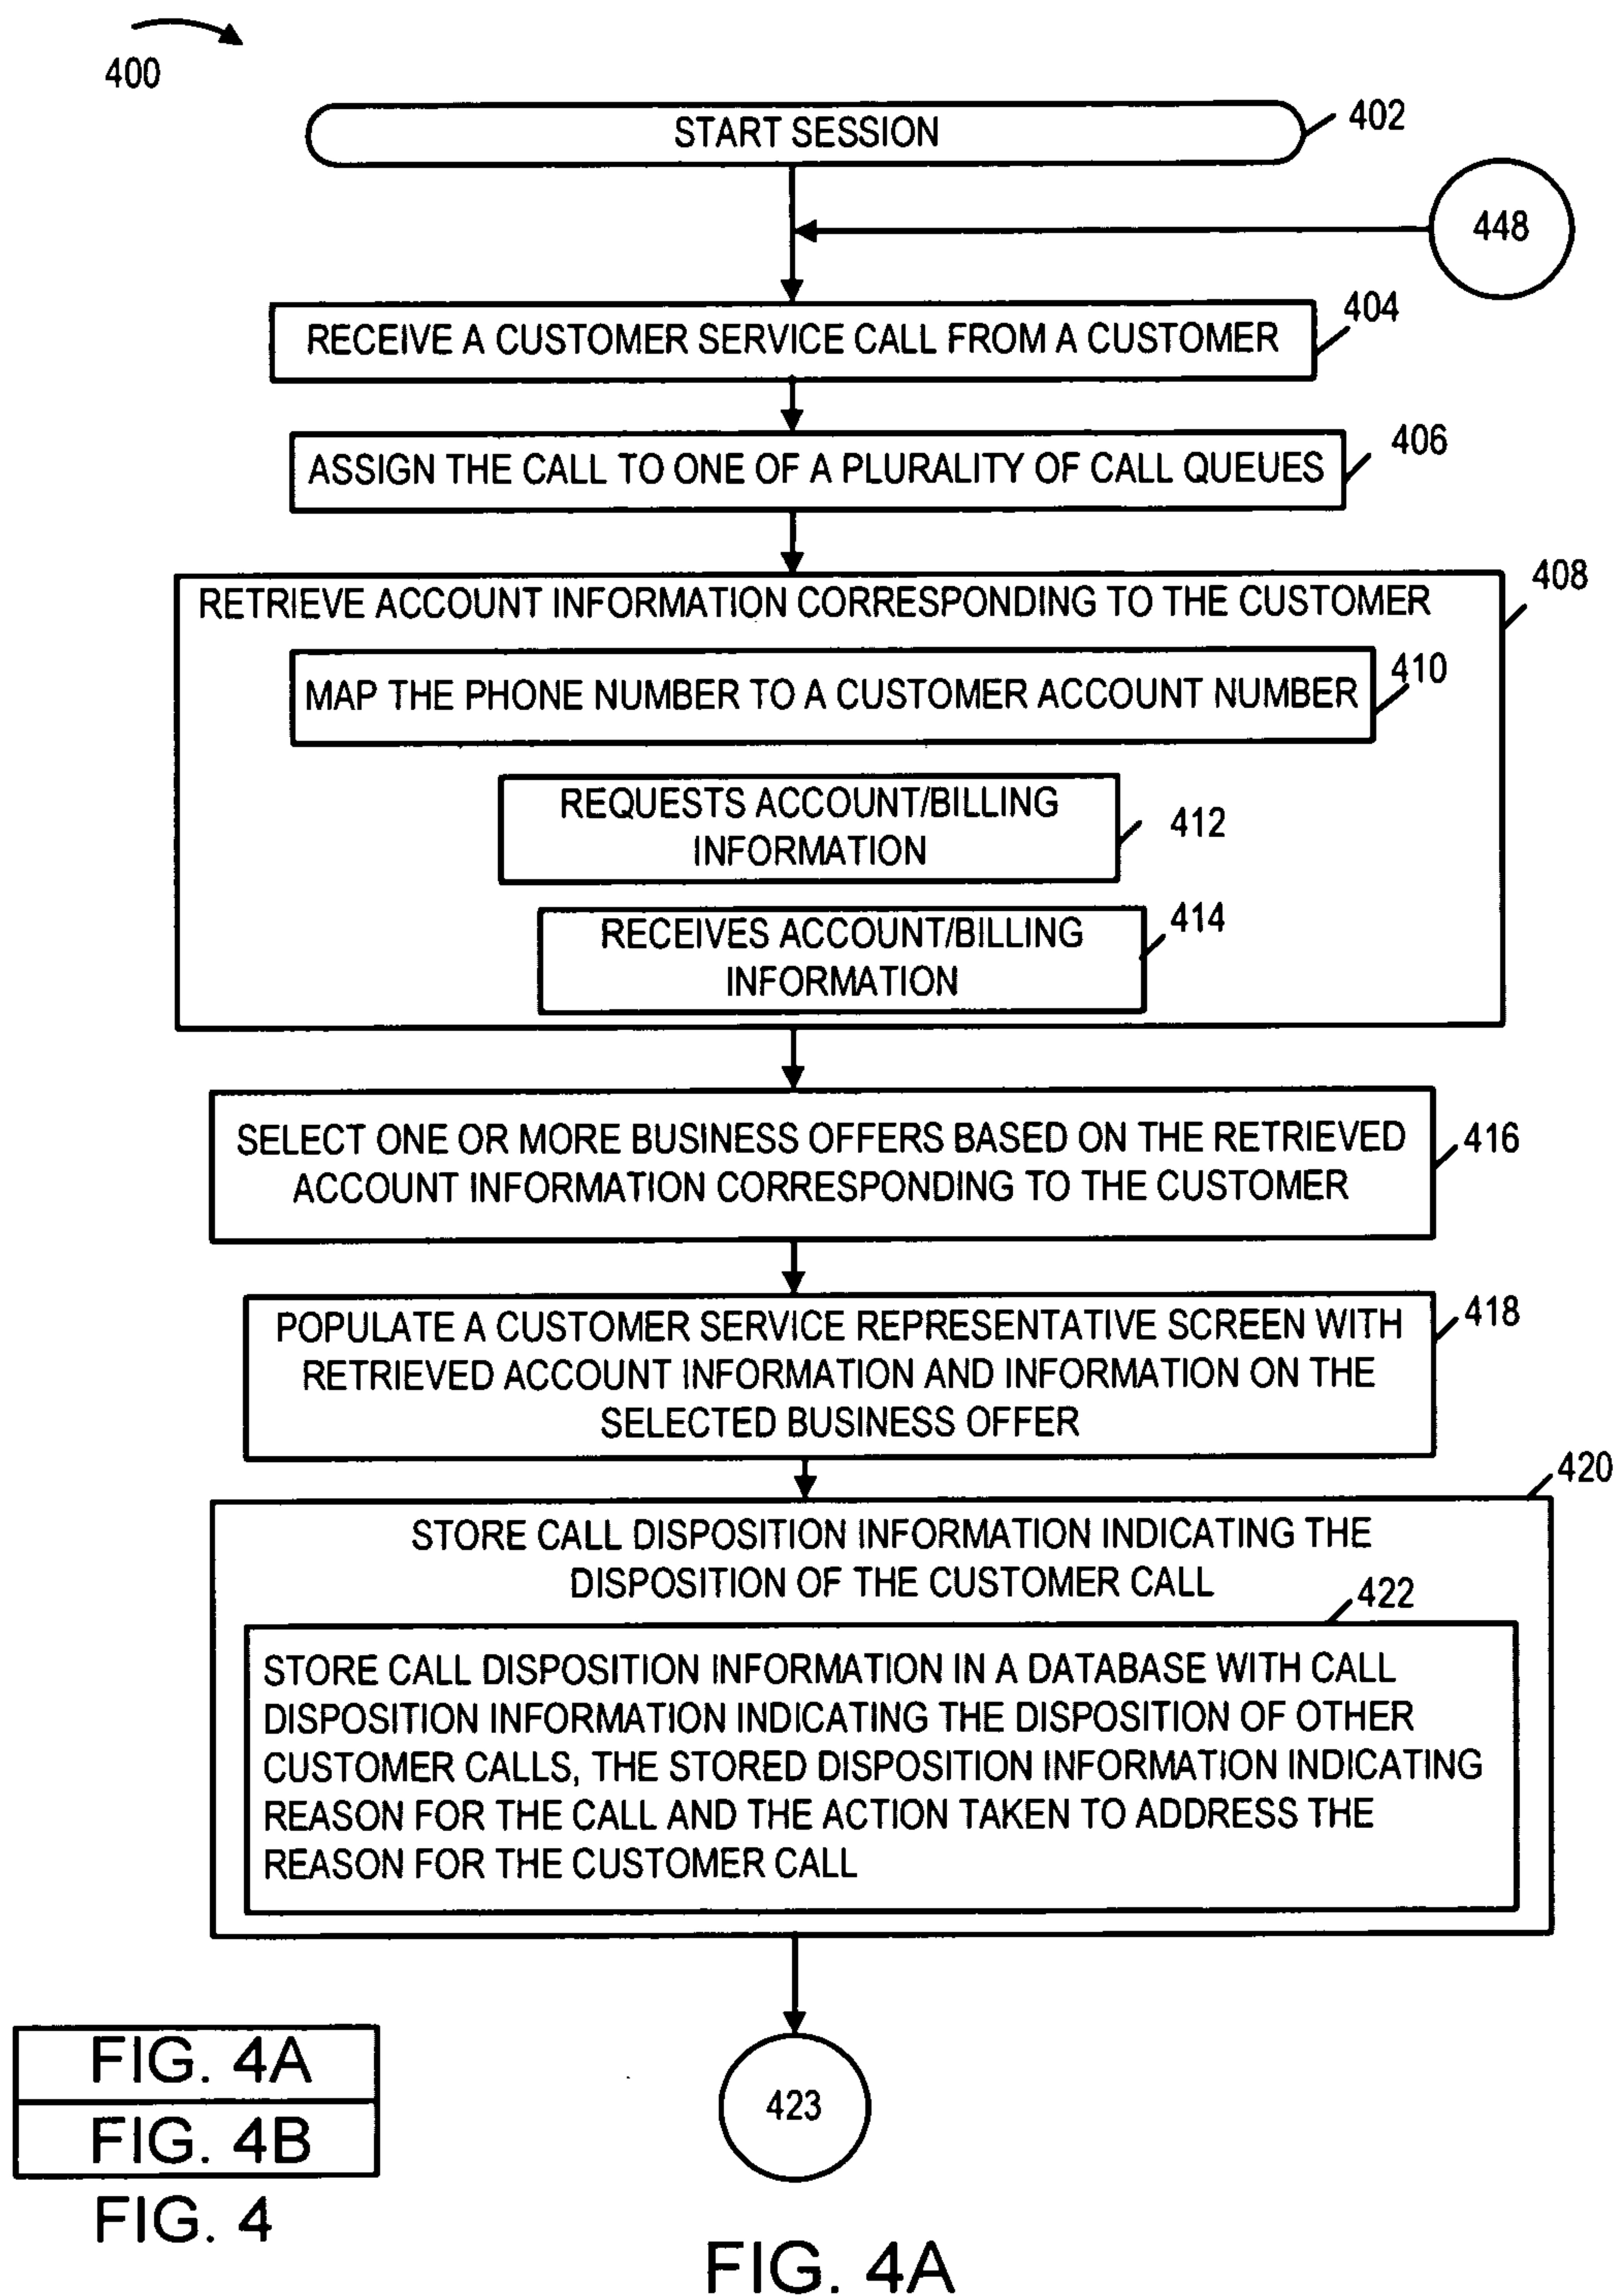 400
START SESSION
402
448
RECEIVE A CUSTOMER SERVICE CALL FROM A CUSTOMER
404
ASSIGN THE CALL TO ONE OF A PLURALITY OF CALL QUEUES
406
RETRIEVE ACCOUNT INFORMATION CORRESPONDING TO THE CUSTOMER
408
MAP THE PHONE NUMBER TO A CUSTOMER ACCOUNT NUMBER
410
REQUESTS ACCOUNT/BILLING
INFORMATION
412
RECEIVES ACCOUNT/BILLING
INFORMATION
414
SELECT ONE OR MORE BUSINESS OFFERS BASED ON THE RETRIEVED
ACCOUNT INFORMATION CORRESPONDING TO THE CUSTOMER
416
POPULATE A CUSTOMER SERVICE REPRESENTATIVE SCREEN WITH
RETRIEVED ACCOUNT INFORMATION AND INFORMATION ON THE
SELECTED BUSINESS OFFER
418
420
STORE CALL DISPOSITION INFORMATION INDICATING THE
DISPOSITION OF THE CUSTOMER CALL
422
STORE CALL DISPOSITION INFORMATION IN A DATABASE WITH CALL
DISPOSITION INFORMATION INDICATING THE DISPOSITION OF OTHER
CUSTOMER CALLS, THE STORED DISPOSITION INFORMATION INDICATING
REASON FOR THE CALL AND THE ACTION TAKEN TO ADDRESS THE
REASON FOR THE CUSTOMER CALL
423
FIG. 4A
FIG. 4B
FIG. 4
FIG. 4A